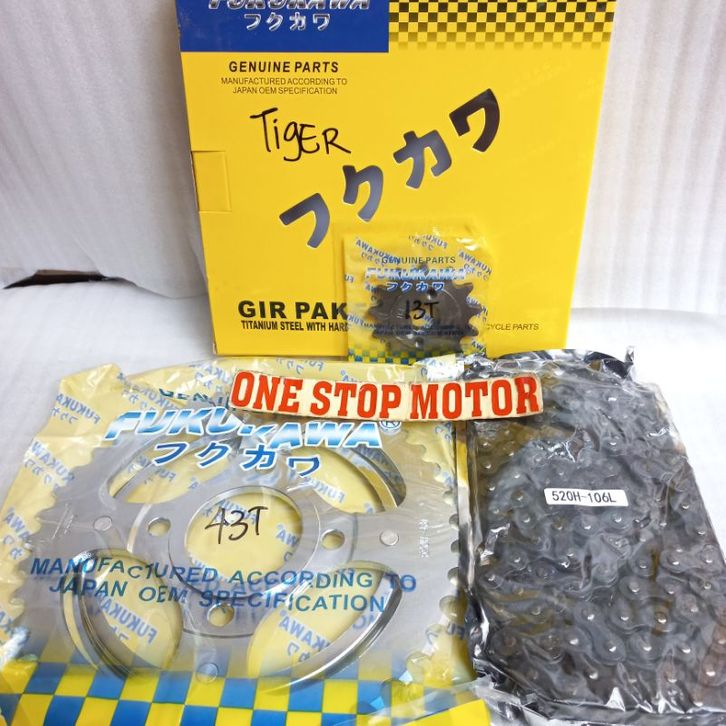 FUKUKAWA
フクカワ
GENUINE PARTS
MANUFACTURED ACCORDING TO
JAPAN OEM SPECIFICATION
TIGER
フクカワ
GENUINE PARTS
FUKUKAWA
フクカワ
13T
GIR PAK
TITANIUM STEEL WITH HARD
CYCLE PARTS
ONE STOP MOTOR
FUKUKAWA®
フクカワ
43T
MANUFACTURED ACCORDING TO
JAPAN OEM SPECIFICATION
520H-106L